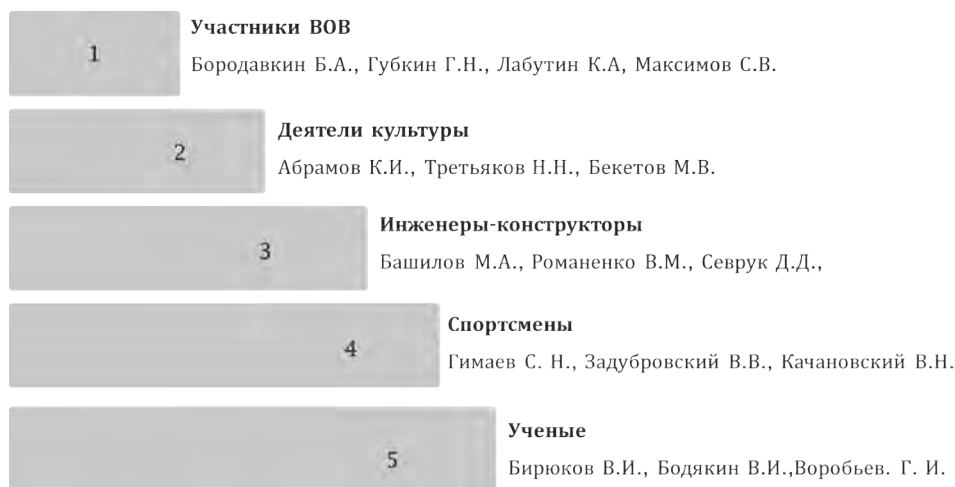 1
Участники ВОВ
Бородавкин Б.А., Губкин Г.Н., Лабутин К.А, Максимов С.В.
2
Деятели культуры
Абрамов К.И., Третьяков Н.Н., Бекетов М.В.
3
Инженеры-конструкторы
Башилов М.А., Романенко В.М., Севрук Д.Д.,
4
Спортсмены
Гимаев С. Н., Задубровский В.В., Качановский В.Н.
5
Ученые
Бирюков В.И., Бодякин В.И.,Воробьев. Г. И.